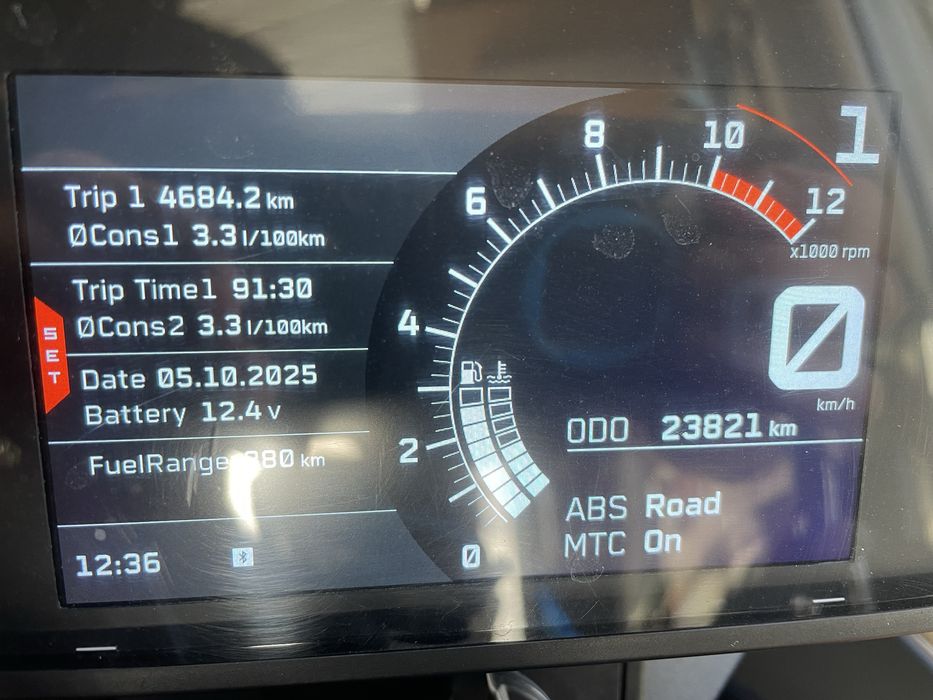 Trip 1 4684.2 km
ØCons1 3.3 l/100km
Trip Time1 91:30
ØCons2 3.3 l/100km
SET
Date 05.10.2025
Battery 12.4 V
FuelRange km
12:36
0
2
4
6
8
10
12
x1000 rpm
1
0
km/h
ODO 23821 km
ABS Road
MTC On